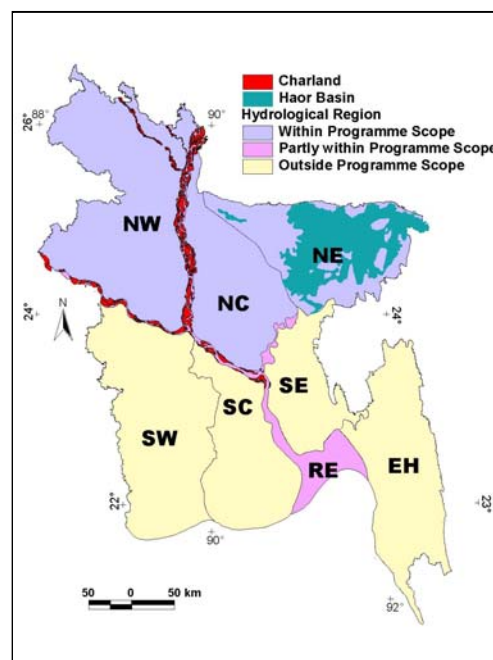 Charland
Haor Basin
Hydrological Region
Within Programme Scope
Partly within Programme Scope
Outside Programme Scope
88°
90°
26°
NW
NE
NC
24°
N
24°
SE
SC
SW
RE
EH
22°
23°
90°
50 0 50 km
92°